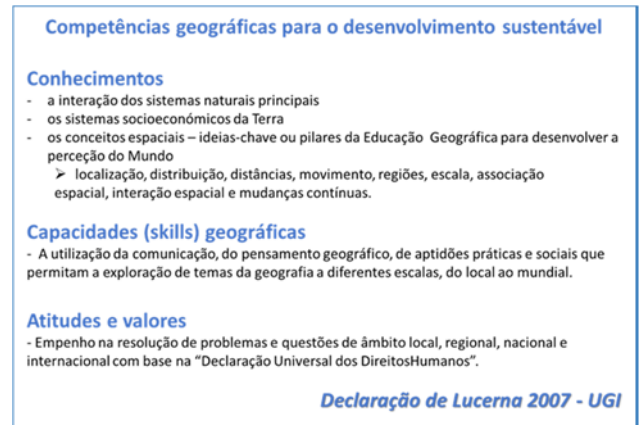 Competências geográficas para o desenvolvimento sustentável
Conhecimentos
- a interação dos sistemas naturais principais
- os sistemas socioeconómicos da Terra
- os conceitos espaciais – ideias-chave ou pilares da Educação Geográfica para desenvolver a
perceção do Mundo
➢ localização, distribuição, distâncias, movimento, regiões, escala, associação
espacial, interação espacial e mudanças contínuas.
Capacidades (skills) geográficas
- A utilização da comunicação, do pensamento geográfico, de aptidões práticas e sociais que
permitam a exploração de temas da geografia a diferentes escalas, do local ao mundial.
Atitudes e valores
- Empenho na resolução de problemas e questões de âmbito local, regional, nacional e
internacional com base na “Declaração Universal dos DireitosHumanos”.
Declaração de Lucerna 2007 - UGI